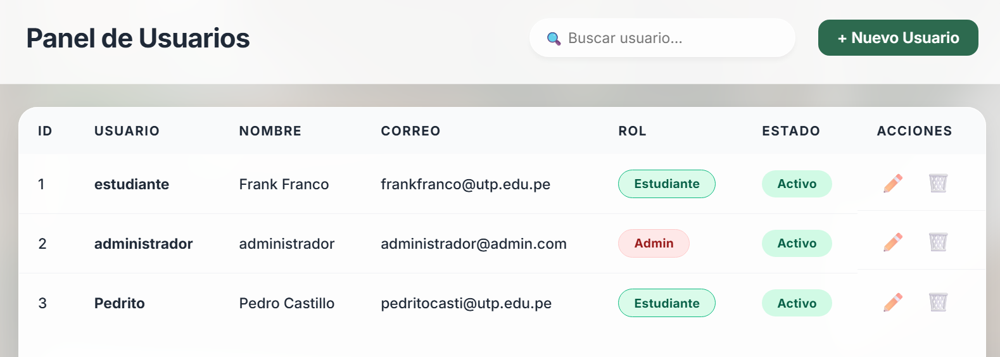 Panel de Usuarios
Buscar usuario...
+ Nuevo Usuario
ID USUARIO NOMBRE CORREO ROL ESTADO ACCIONES
1 estudiante Frank Franco frankfranco@utp.edu.pe Estudiante Activo
2 administrador administrador administrador@admin.com Admin Activo
3 Pedrito Pedro Castillo pedritocasti@utp.edu.pe Estudiante Activo